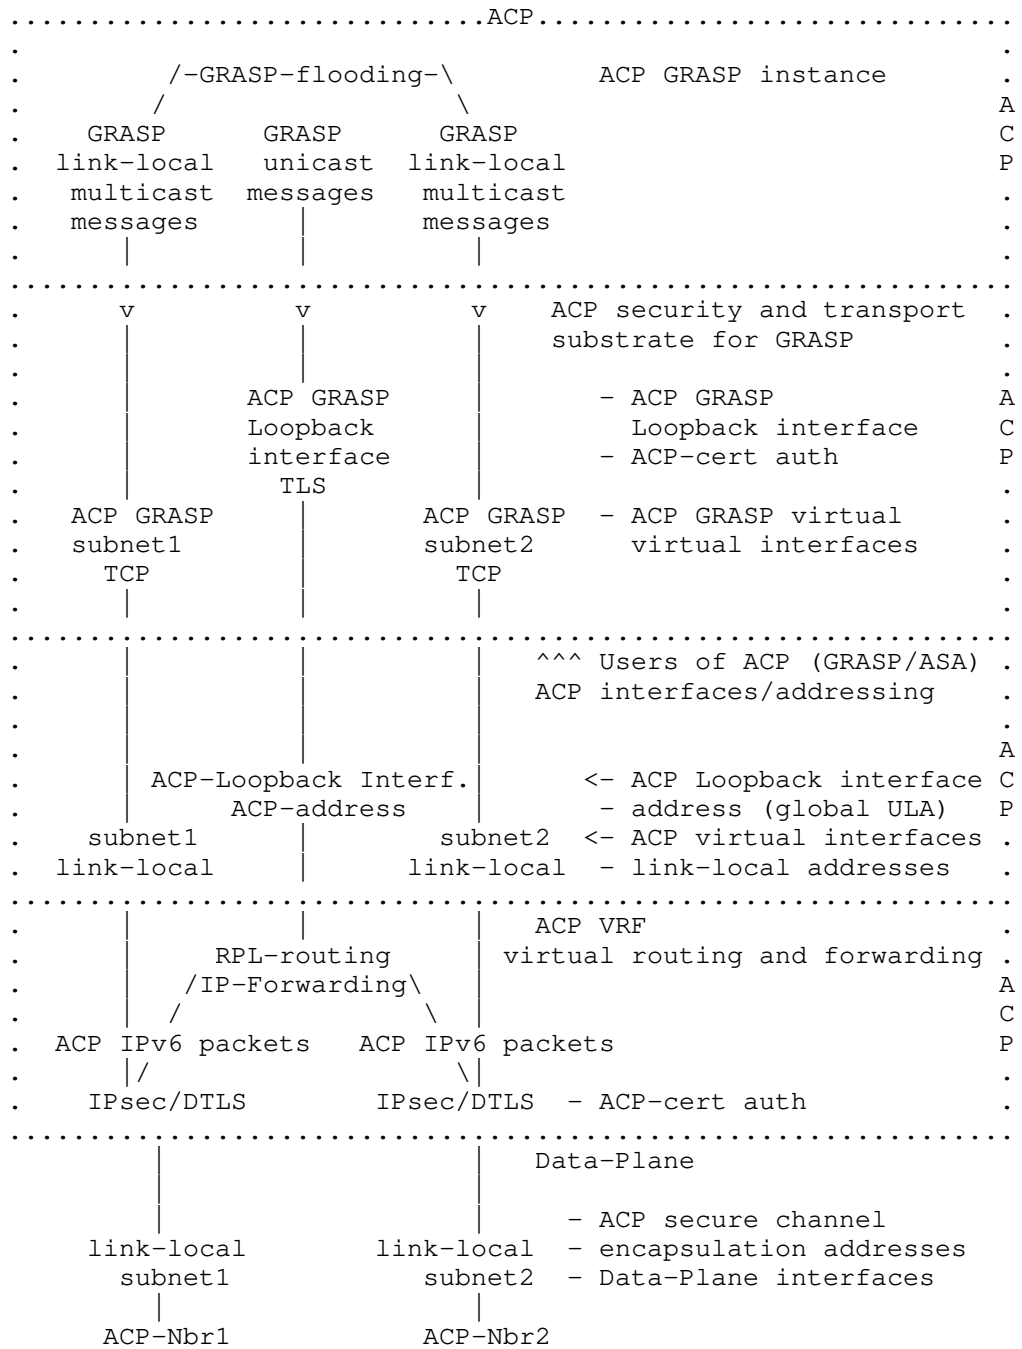 ..............................ACP..............................
.                                                             .
.         /-GRASP-flooding-\         ACP GRASP instance       .
.        /                  \                                 A
.    GRASP      GRASP      GRASP                              C
.  link-local   unicast  link-local                           P
.   multicast  messages   multicast                           .
.   messages      |       messages                            .
.      |          |          |                                .
...............................................................
.      v          v          v    ACP security and transport  .
.      |          |          |    substrate for GRASP         .
.      |          |          |                                .
.      |       ACP GRASP     |       - ACP GRASP              A
.      |       Loopback      |         Loopback interface     C
.      |       interface     |       - ACP-cert auth          P
.      |         TLS         |                                .
.   ACP GRASP     |       ACP GRASP  - ACP GRASP virtual      .
.   subnet1       |       subnet2      virtual interfaces     .
.     TCP         |         TCP                               .
.      |          |          |                                .
...............................................................
.      |          |          |   ^^^ Users of ACP (GRASP/ASA) .
.      |          |          |   ACP interfaces/addressing    .
.      |          |          |                                .
.      |          |          |                                A
.      | ACP-Loopback Interf.|      <- ACP Loopback interface C
.      |      ACP-address    |       - address (global ULA)   P
.    subnet1      |        subnet2  <- ACP virtual interfaces .
.  link-local     |      link-local  - link-local addresses   .
...............................................................
.      |          |          |   ACP VRF                      .
.      |     RPL-routing     | virtual routing and forwarding .
.      |   /IP-Forwarding\   |                                A
.      |  /               \  |                                C
.  ACP IPv6 packets   ACP IPv6 packets                        P
.      |/                   \|                                .
.    IPsec/DTLS        IPsec/DTLS  - ACP-cert auth            .
...............................................................
         |                   |   Data-Plane
         |                   |
         |                   |     - ACP secure channel
     link-local        link-local  - encapsulation addresses
       subnet1            subnet2  - Data-Plane interfaces
         |                   |
      ACP-Nbr1            ACP-Nbr2